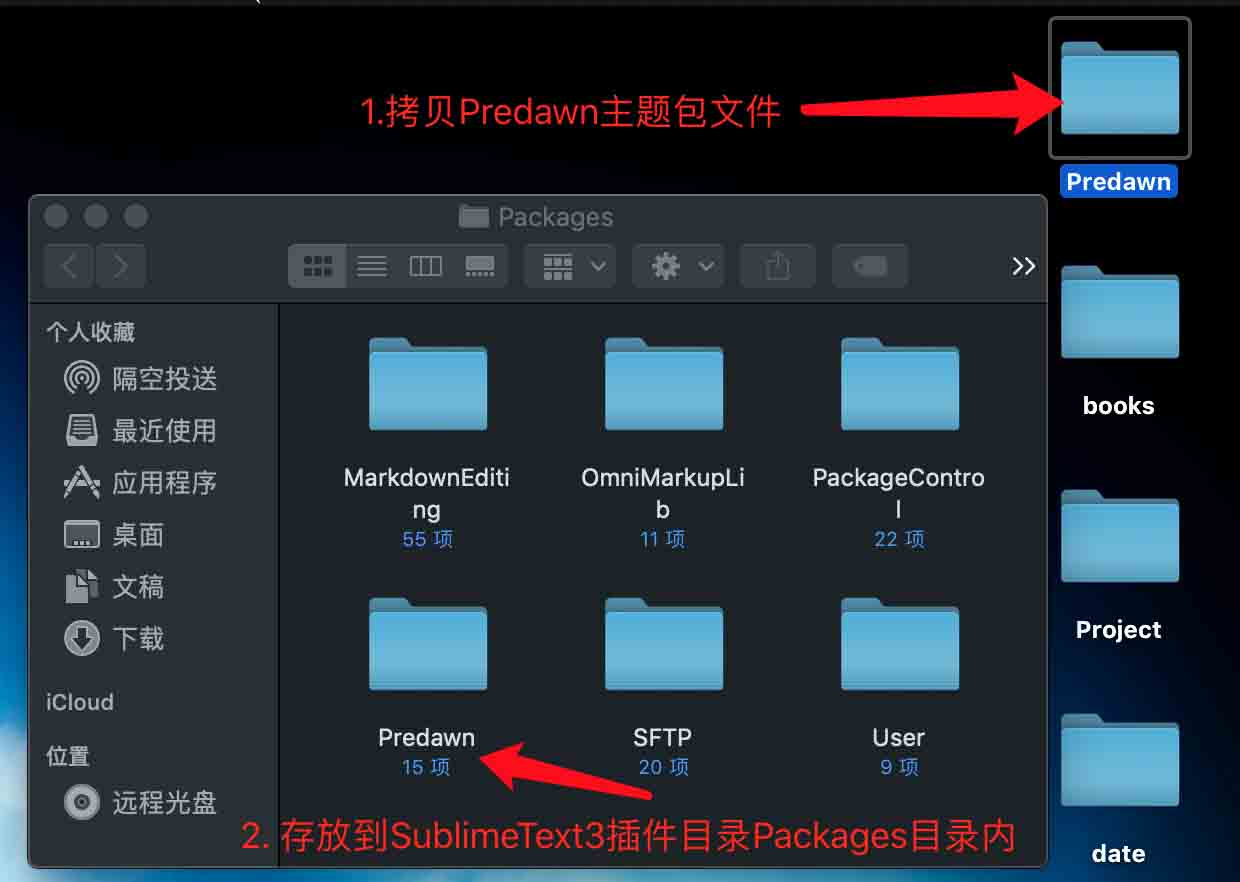 1.拷贝Predawn主题包文件
Predawn
Packages
个人收藏
隔空投送
最近使用
应用程序
桌面
文稿
下载
iCloud
位置
远程光盘
MarkdownEditi
ng
55 项
OmniMarkupLi
b
11 项
PackageContro
l
22 项
Predawn
15 项
SFTP
20 项
User
9 项
2. 存放到SublimeText3插件目录Packages目录内
books
Project
date